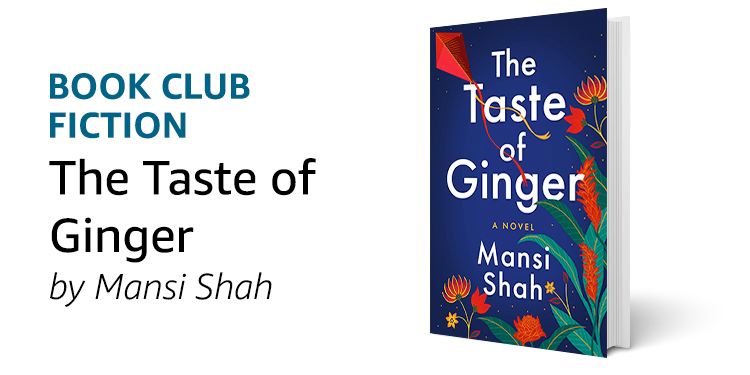 BOOK CLUB
FICTION
The Taste of
Ginger
by Mansi Shah
The
Taste
of
Ginger
A NOVEL
Mansi
Shah